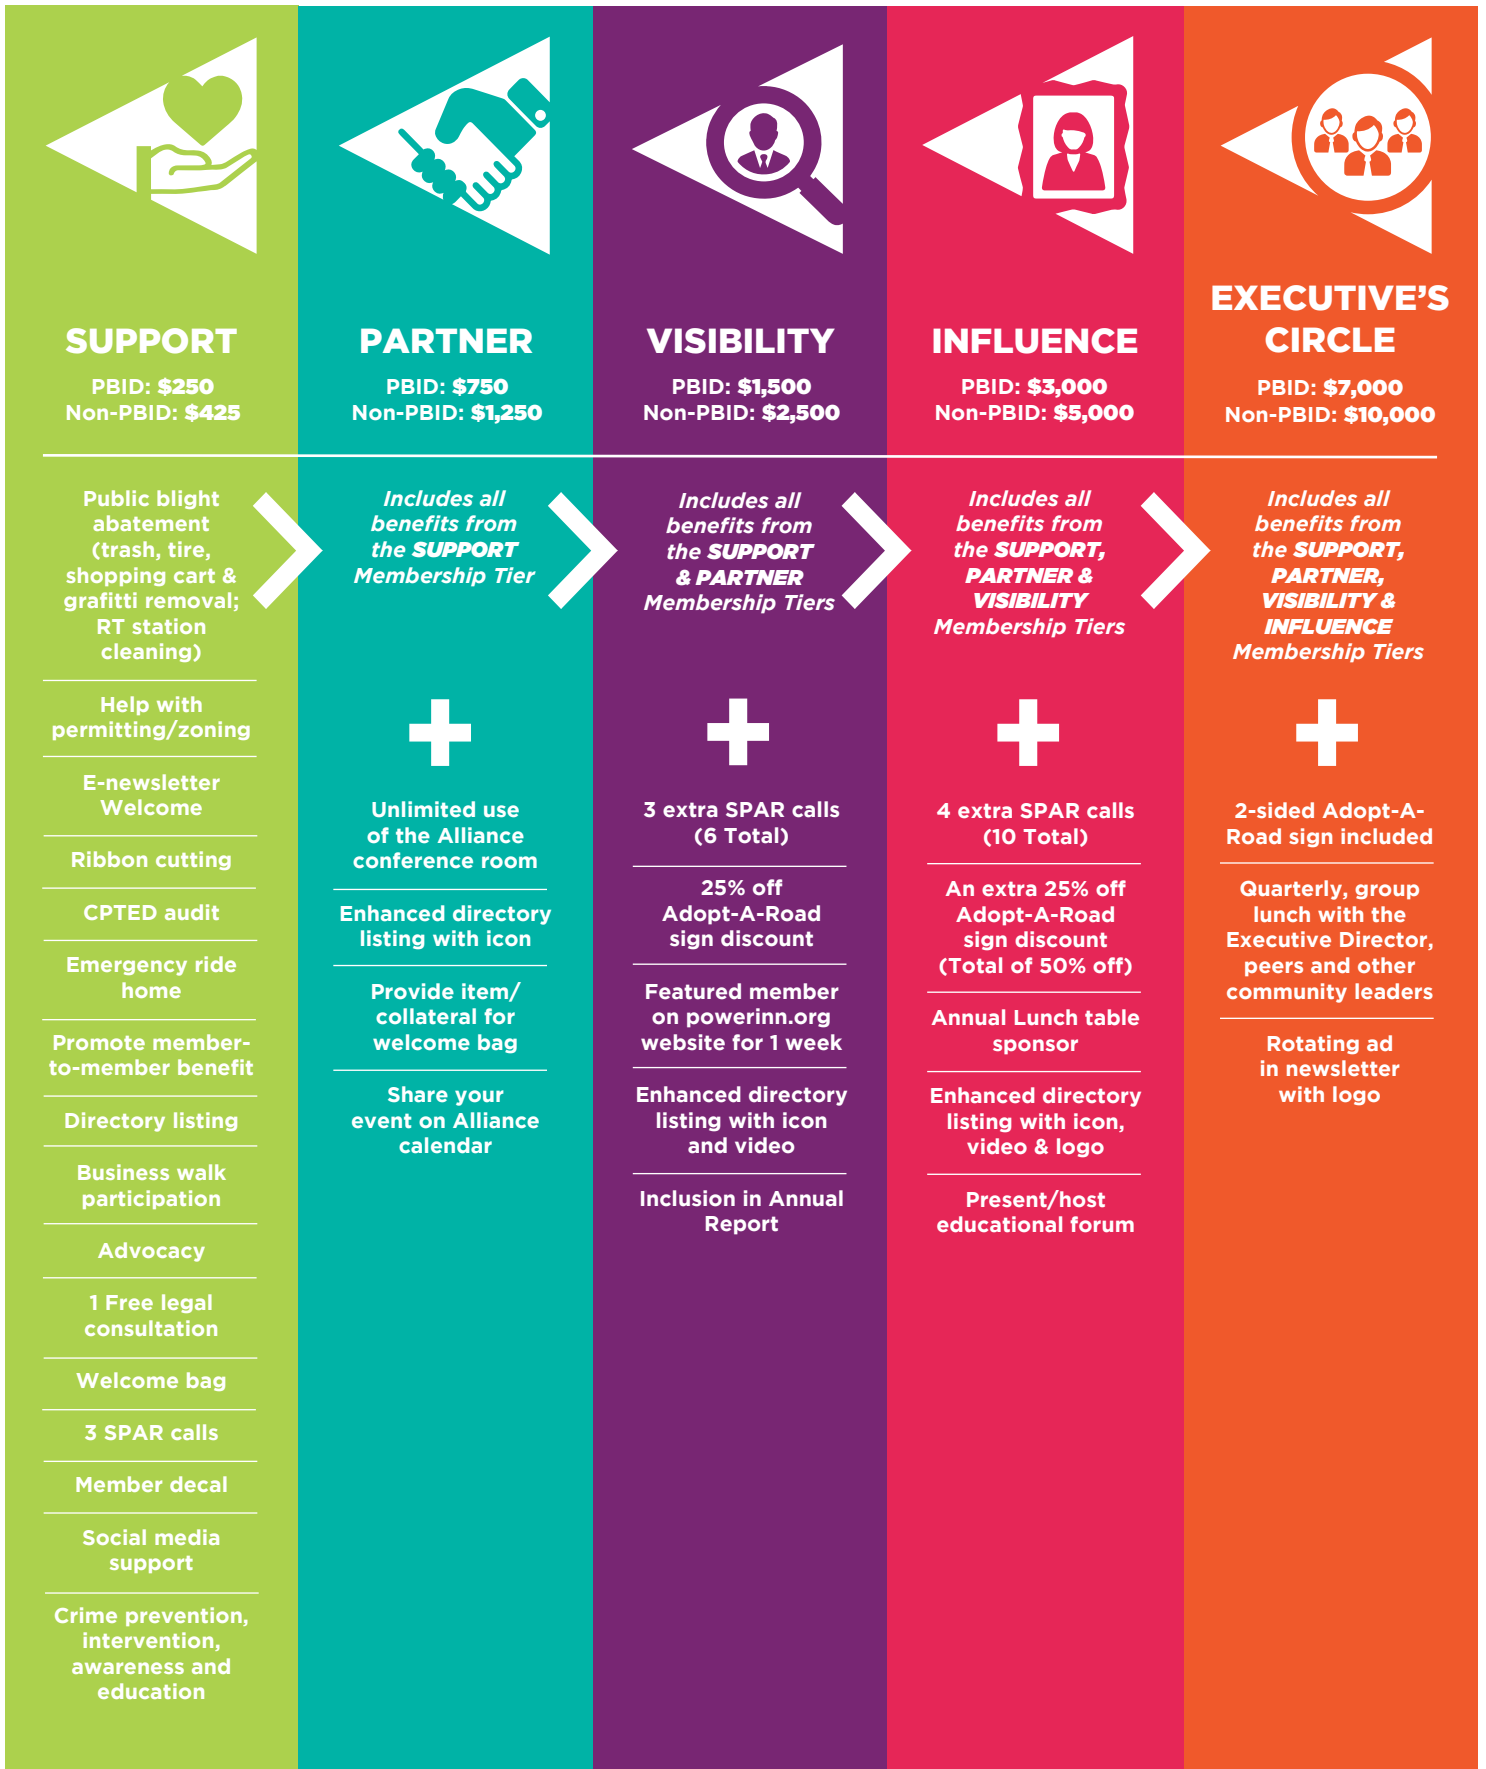 SUPPORT
PBID: $250
Non-PBID: $425
Public blight
abatement
(trash, tire,
shopping cart &
grafitti removal;
RT station
cleaning)
Help with
permitting/zoning
E-newsletter
Welcome
Ribbon cutting
CPTED audit
Emergency ride
home
Promote member-
to-member benefit
Directory listing
Business walk
participation
Advocacy
1 Free legal
consultation
Welcome bag
3 SPAR calls
Member decal
Social media
support
Crime prevention,
intervention,
awareness and
education
PARTNER
PBID: $750
Non-PBID: $1,250
Includes all
benefits from
the SUPPORT
Membership Tier
Unlimited use
of the Alliance
conference room
Enhanced directory
listing with icon
Provide item/
collateral for
welcome bag
Share your
event on Alliance
calendar
VISIBILITY
PBID: $1,500
Non-PBID: $2,500
Includes all
benefits from
the SUPPORT
& PARTNER
Membership Tiers
3 extra SPAR calls
(6 Total)
25% off
Adopt-A-Road
sign discount
Featured member
on powerinn.org
website for 1 week
Enhanced directory
listing with icon
and video
Inclusion in Annual
Report
INFLUENCE
PBID: $3,000
Non-PBID: $5,000
Includes all
benefits from
the SUPPORT,
PARTNER &
VISIBILITY
Membership Tiers
4 extra SPAR calls
(10 Total)
An extra 25% off
Adopt-A-Road
sign discount
(Total of 50% off)
Annual Lunch table
sponsor
Enhanced directory
listing with icon,
video & logo
Present/host
educational forum
EXECUTIVE'S
CIRCLE
PBID: $7,000
Non-PBID: $10,000
Includes all
benefits from
the SUPPORT,
PARTNER,
VISIBILITY &
INFLUENCE
Membership Tiers
2-sided Adopt-A-
Road sign included
Quarterly, group
lunch with the
Executive Director,
peers and other
community leaders
Rotating ad
in newsletter
with logo